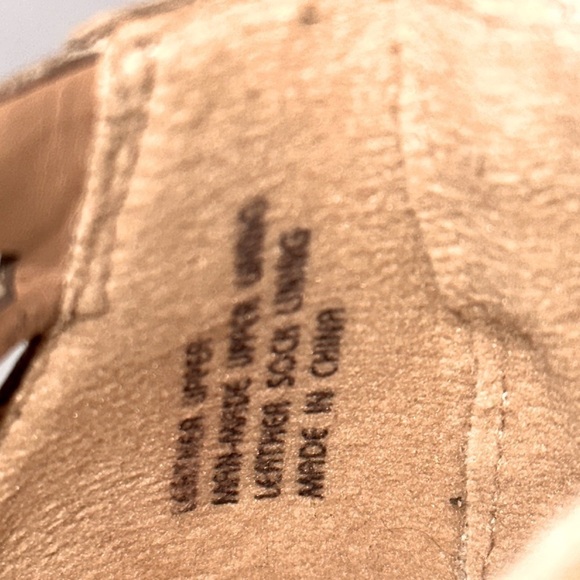 LEATHER UPPER
MAN-MADE UPPER LINING
LEATHER SOCK LINING
MADE IN CHINA